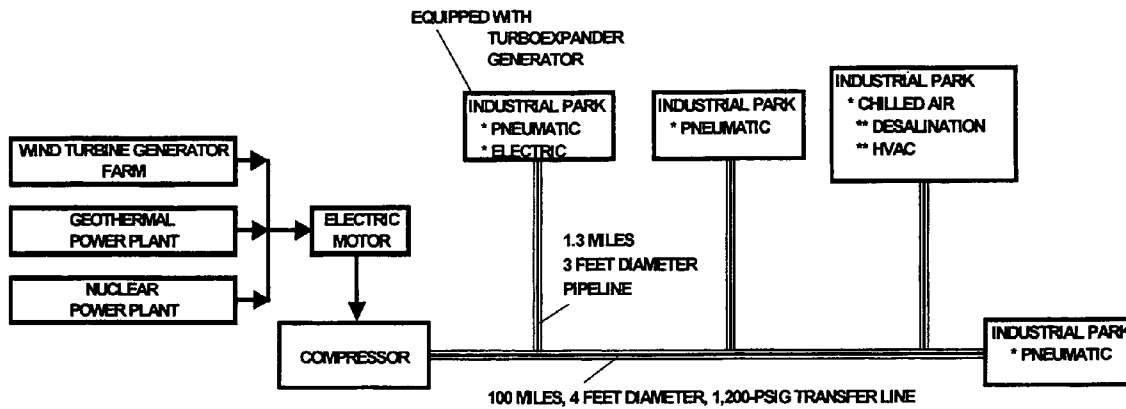 EQUIPPED WITH
TURBOEXPANDER
GENERATOR
INDUSTRIAL PARK
* PNEUMATIC
* ELECTRIC
INDUSTRIAL PARK
* PNEUMATIC
INDUSTRIAL PARK
* CHILLED AIR
** DESALINATION
** HVAC
WIND TURBINE GENERATOR
FARM
GEOTHERMAL
POWER PLANT
NUCLEAR
POWER PLANT
ELECTRIC
MOTOR
1.3 MILES
3 FEET DIAMETER
PIPELINE
COMPRESSOR
INDUSTRIAL PARK
* PNEUMATIC
100 MILES, 4 FEET DIAMETER, 1,200-PSIG TRANSFER LINE